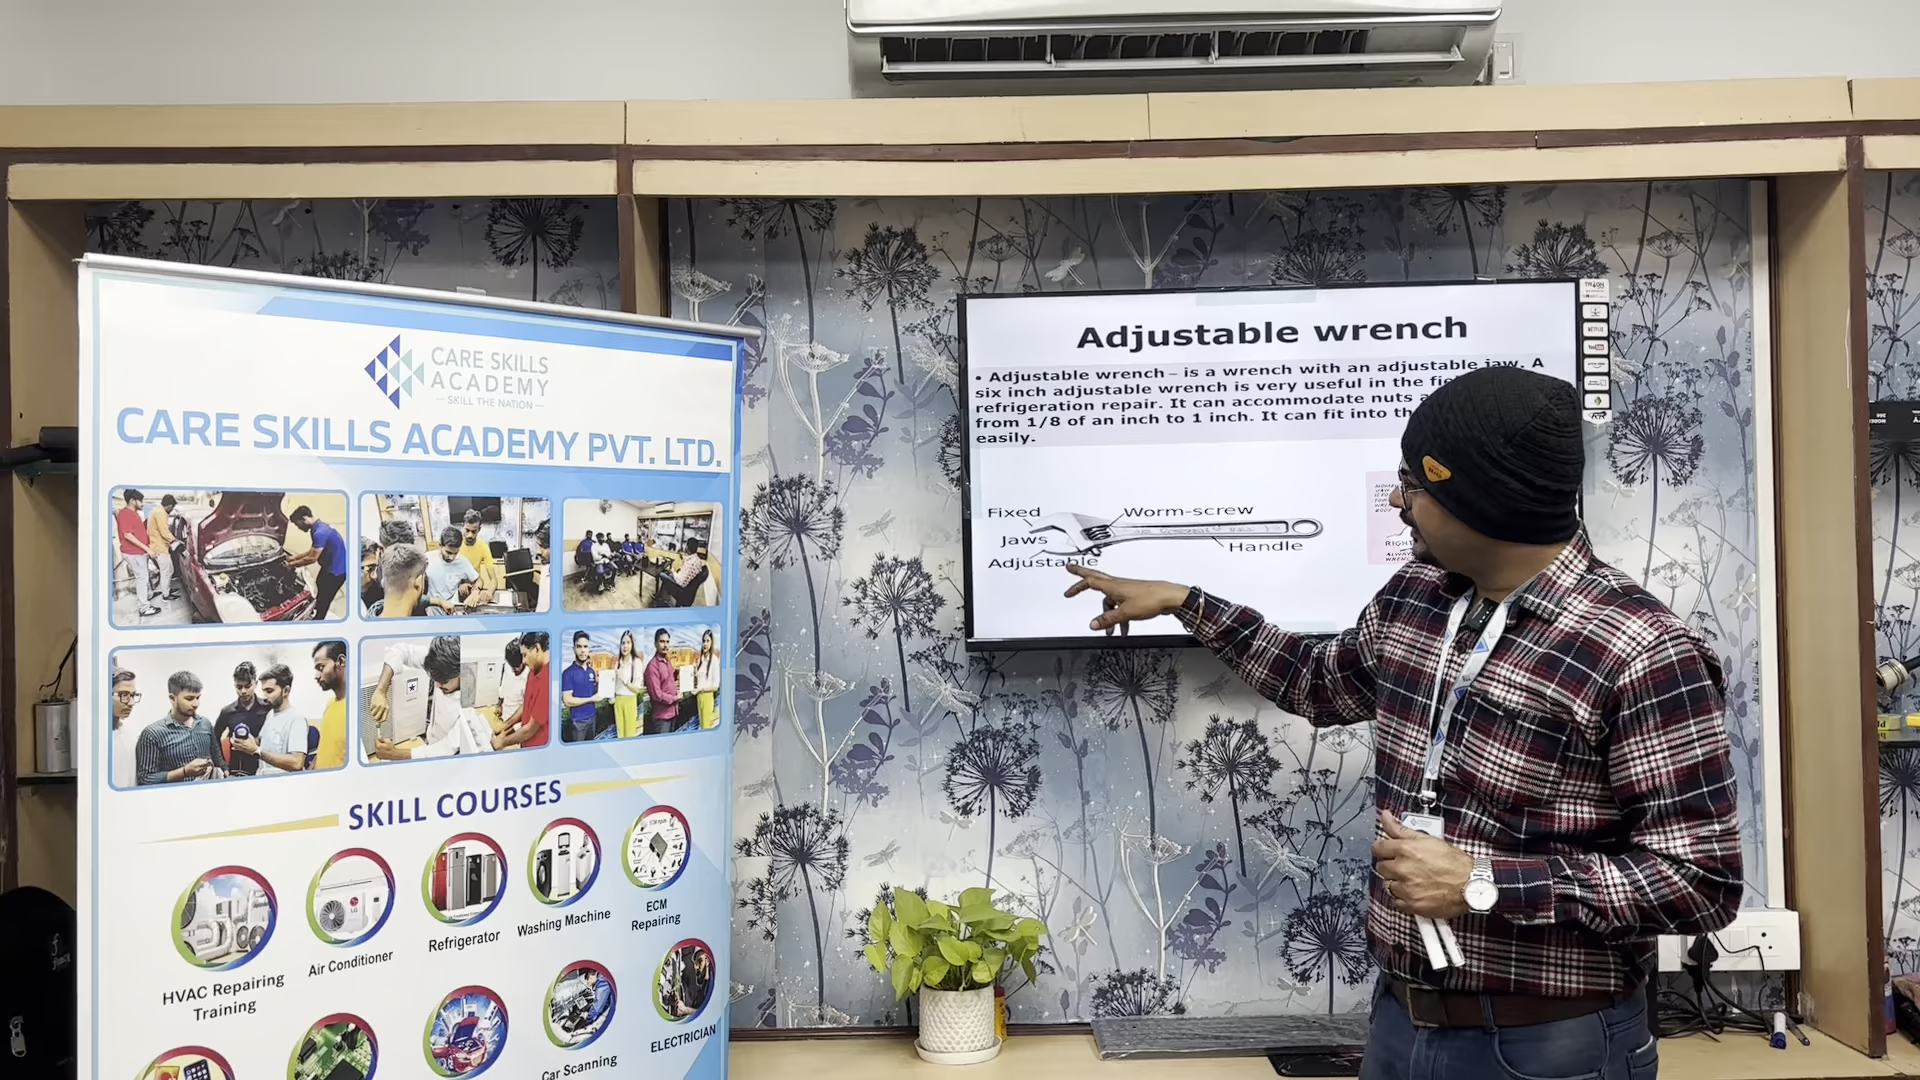 CARE SKILLS
ACADEMY
SKILL THE NATION
CARE SKILLS ACADEMY PVT. LTD.
SKILL COURSES
HVAC Repairing
Training
Air Conditioner
Refrigerator
Washing Machine
ECM
Repairing
Car Scanning
ELECTRICIAN
Adjustable wrench
• Adjustable wrench – is a wrench with an adjustable jaw. A
six inch adjustable wrench is very useful in the
refrigeration repair. It can accommodate nuts
from 1/8 of an inch to 1 inch. It can fit into
easily.
Fixed
Jaws
Adjustable
Worm-screw
Handle
RIGHT
NETFLIX
YouTube